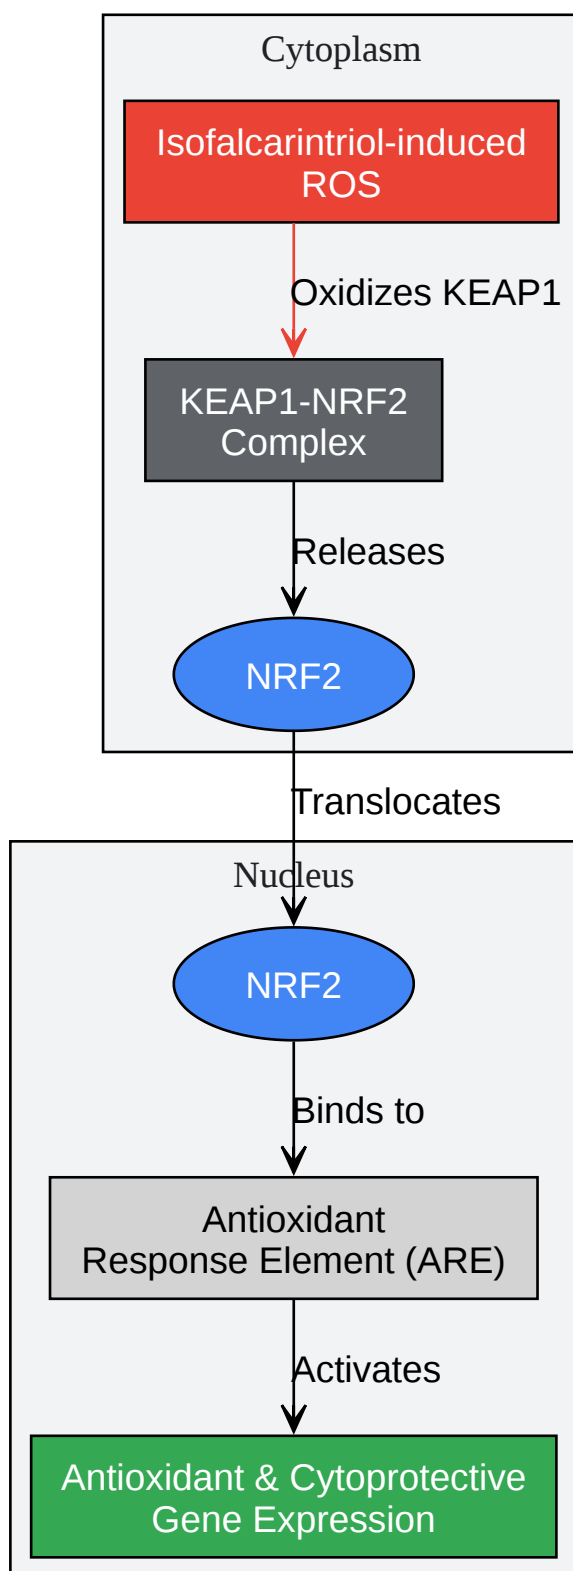 Cytoplasm
Isofalcarintriol-induced
ROS
Oxidizes KEAP1
KEAP1-NRF2
Complex
Releases
NRF2
Translocates
Nucleus
NRF2
Binds to
Antioxidant
Response Element (ARE)
Activates
Antioxidant & Cytoprotective
Gene Expression